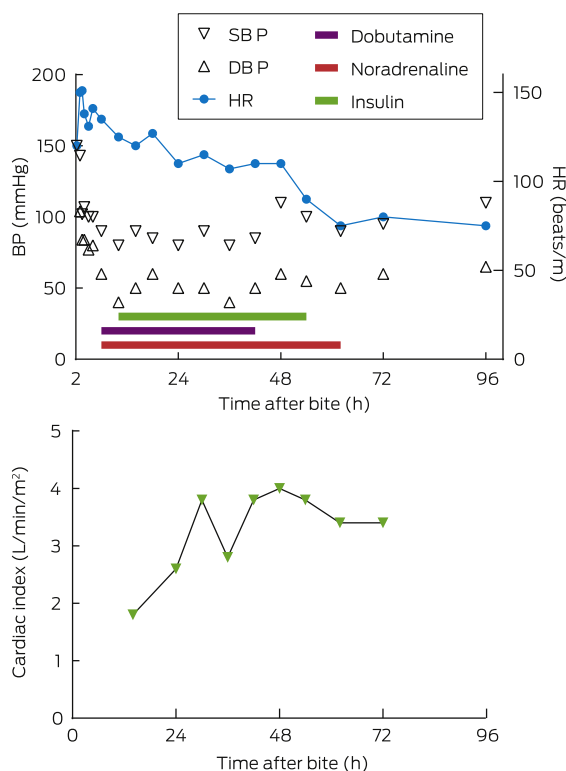 SBP
DBP
HR
Dobutamine
Noradrenaline
Insulin
200
150
100
50
0
BP (mmHg)
150
100
50
0
HR (beats/m)
2
24
48
72
96
Time after bite (h)
5
4
3
2
1
0
Cardiac index (L/min/m²)
0
24
48
72
96
Time after bite (h)